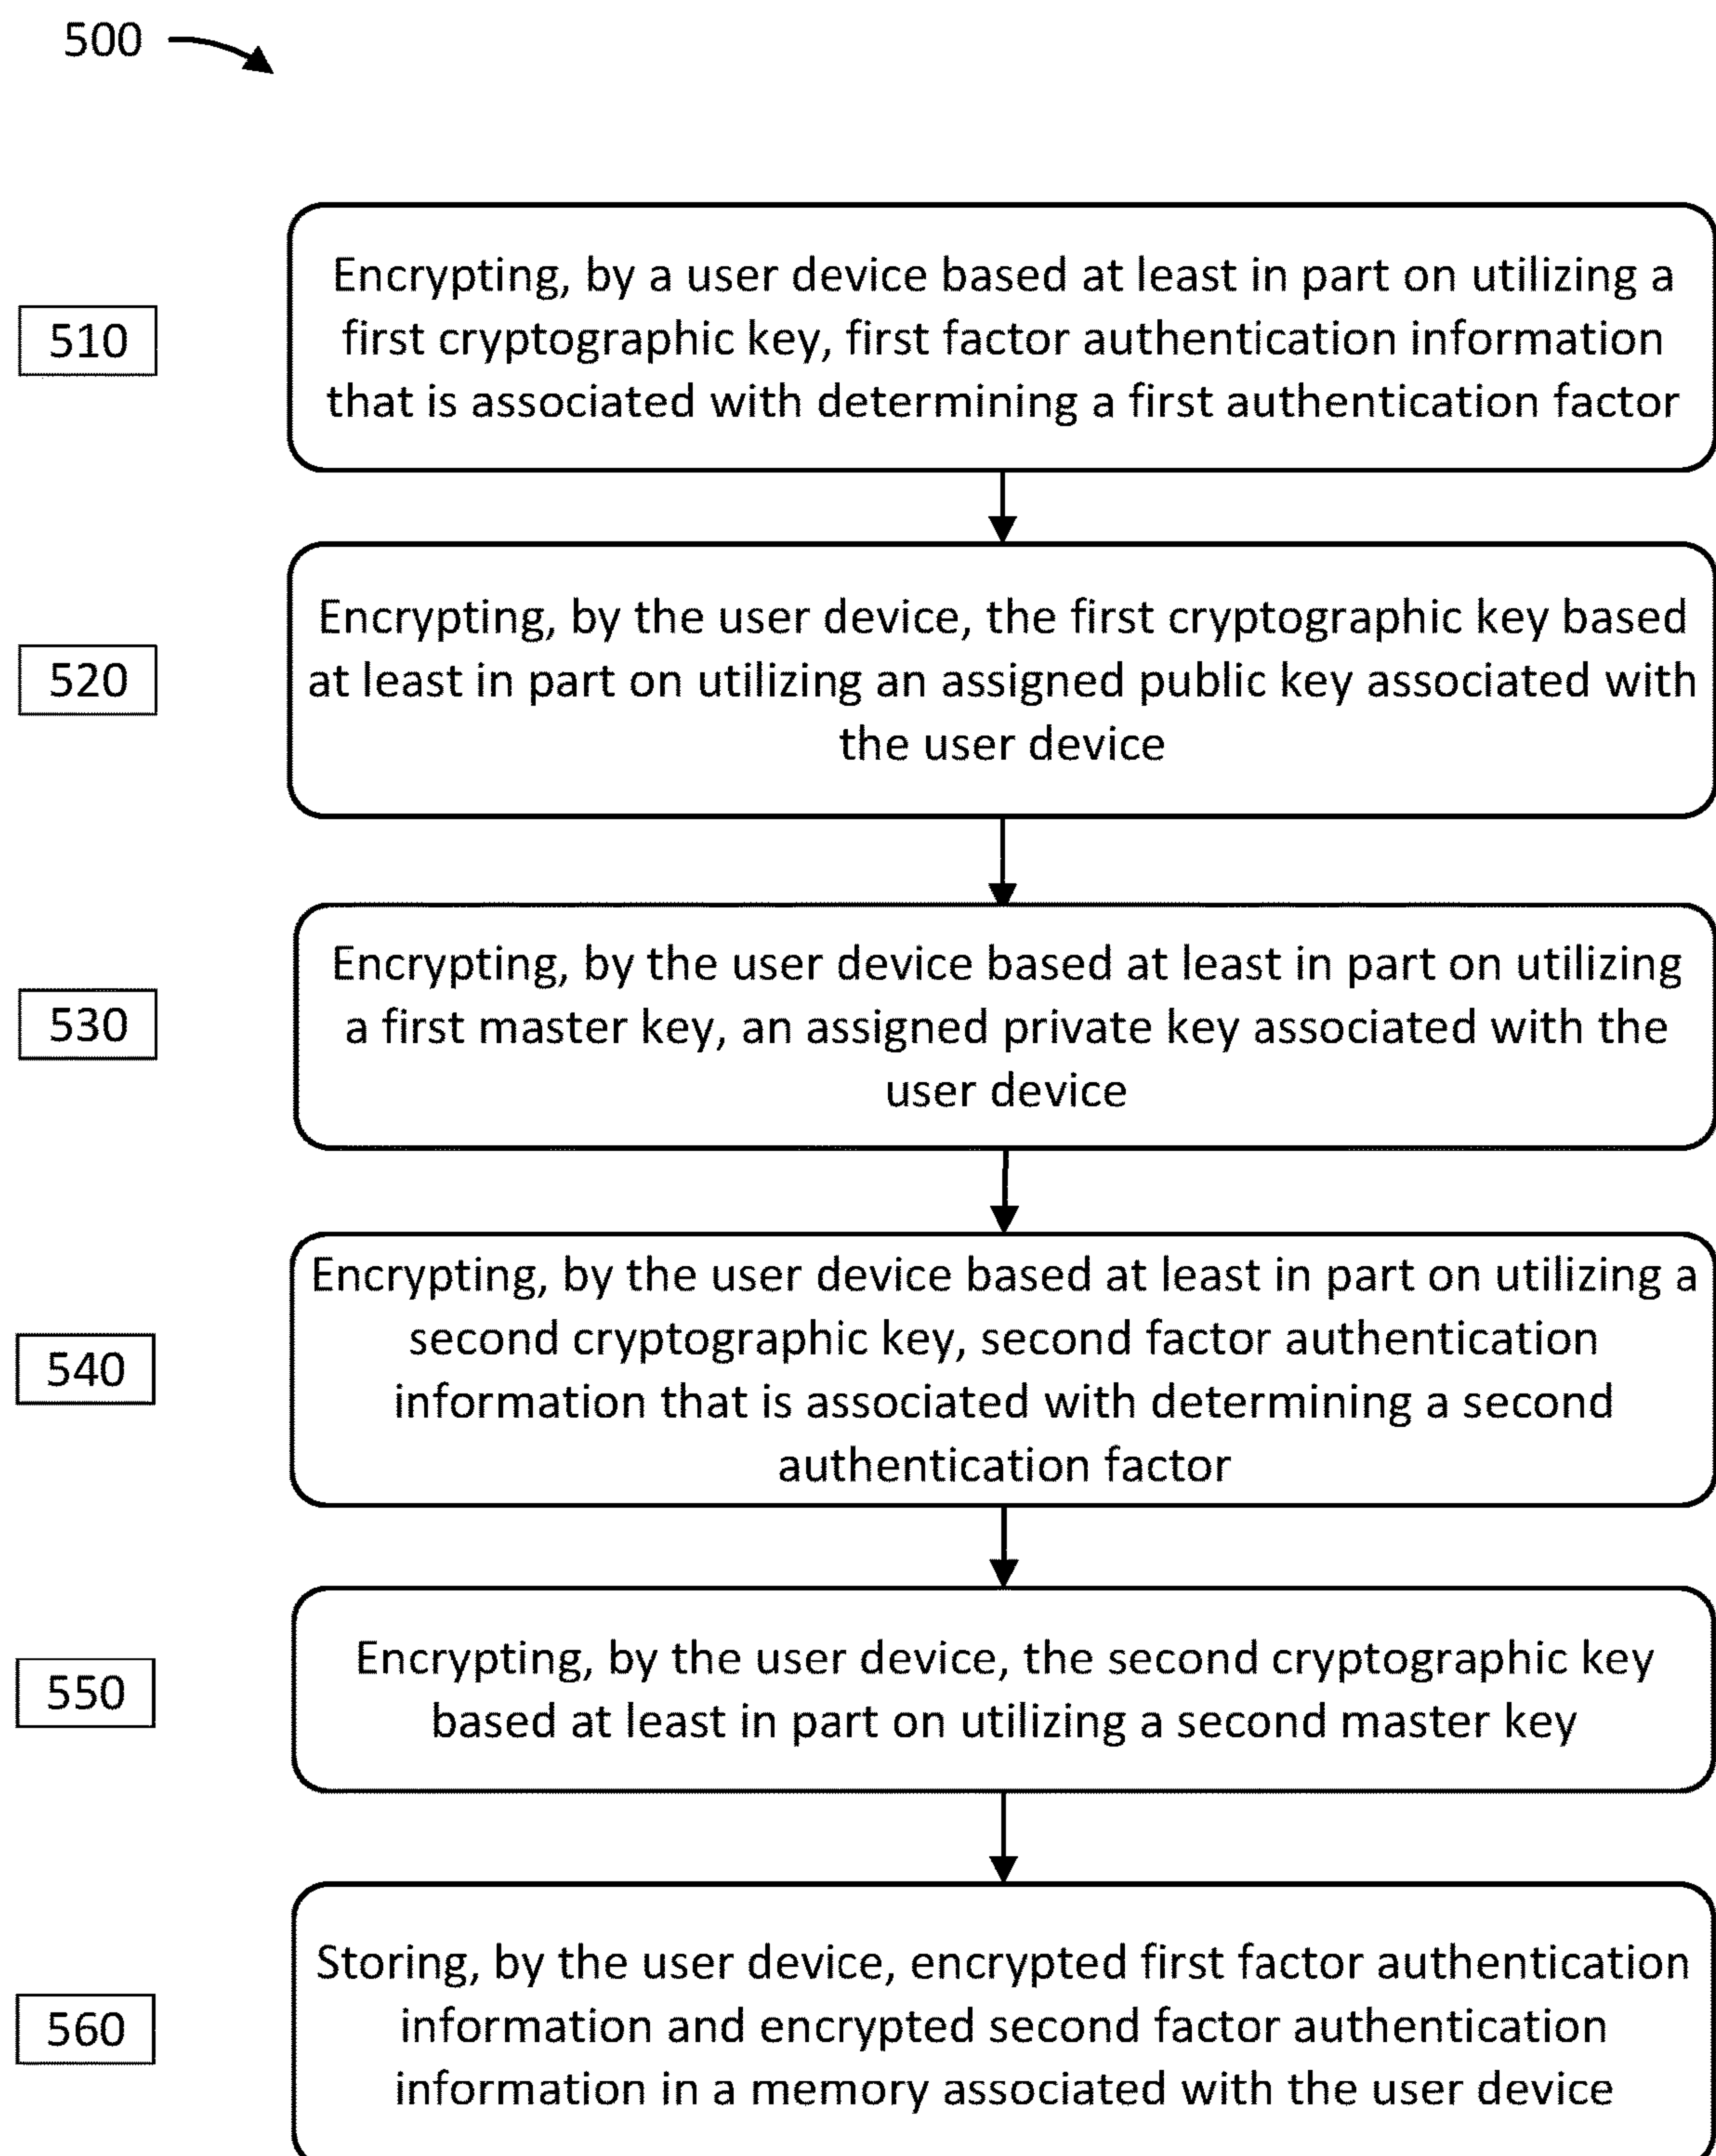 500
510
Encrypting, by a user device based at least in part on utilizing a
first cryptographic key, first factor authentication information
that is associated with determining a first authentication factor
520
Encrypting, by the user device, the first cryptographic key based
at least in part on utilizing an assigned public key associated with
the user device
530
Encrypting, by the user device based at least in part on utilizing
a first master key, an assigned private key associated with the
user device
540
Encrypting, by the user device based at least in part on utilizing a
second cryptographic key, second factor authentication
information that is associated with determining a second
authentication factor
550
Encrypting, by the user device, the second cryptographic key
based at least in part on utilizing a second master key
560
Storing, by the user device, encrypted first factor authentication
information and encrypted second factor authentication
information in a memory associated with the user device